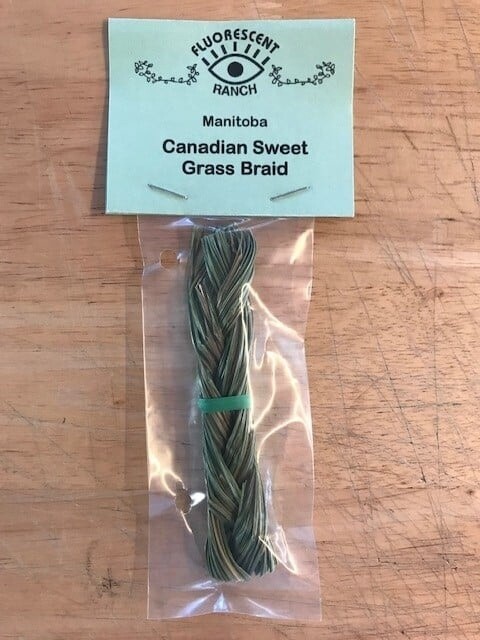 FLUORESCENT
RANCH
Manitoba
Canadian Sweet
Grass Braid